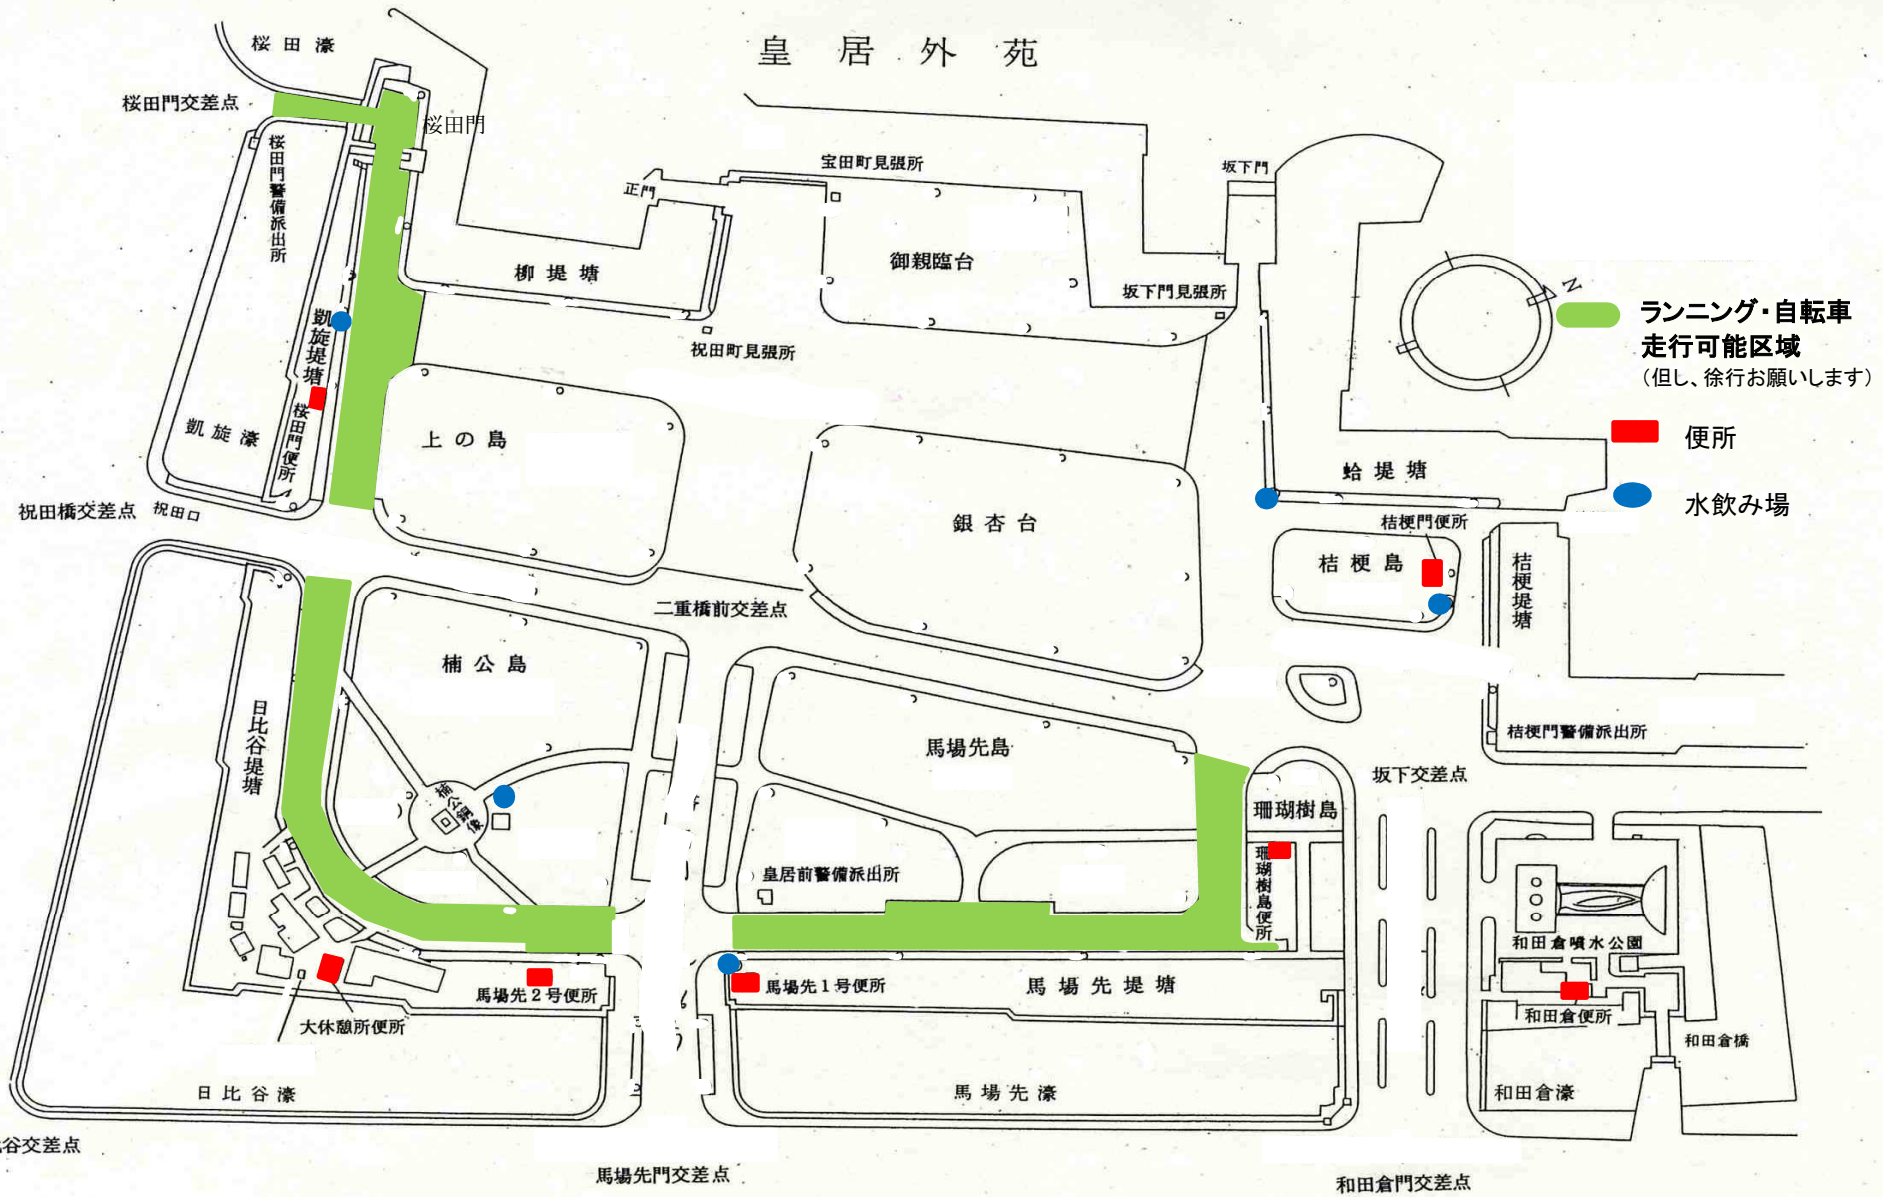 皇居外苑
桜田濠
桜田門交差点
桜田門
桜田門警備派出所
正門
宝田町見張所
坂下門
柳堤塘
御親臨台
坂下門見張所
N
ランニング・自転車
走行可能区域
（但し、徐行お願いします）
凱旋堤塘
祝田町見張所
便所
凱旋濠
桜田門便所
上の島
蛤堤塘
水飲み場
祝田橋交差点
祝田口
銀杏台
桔梗門便所
桔梗島
桔梗堤塘
二重橋前交差点
楠公島
日比谷堤塘
馬場先島
桔梗門警備派出所
坂下交差点
楠公銅像
珊瑚樹島
皇居前警備派出所
珊瑚樹島便所
和田倉噴水公園
馬場先2号便所
馬場先1号便所
馬場先堤塘
大休憩所便所
和田倉便所
和田倉橋
日比谷濠
馬場先濠
和田倉濠
谷交差点
馬場先門交差点
和田倉門交差点